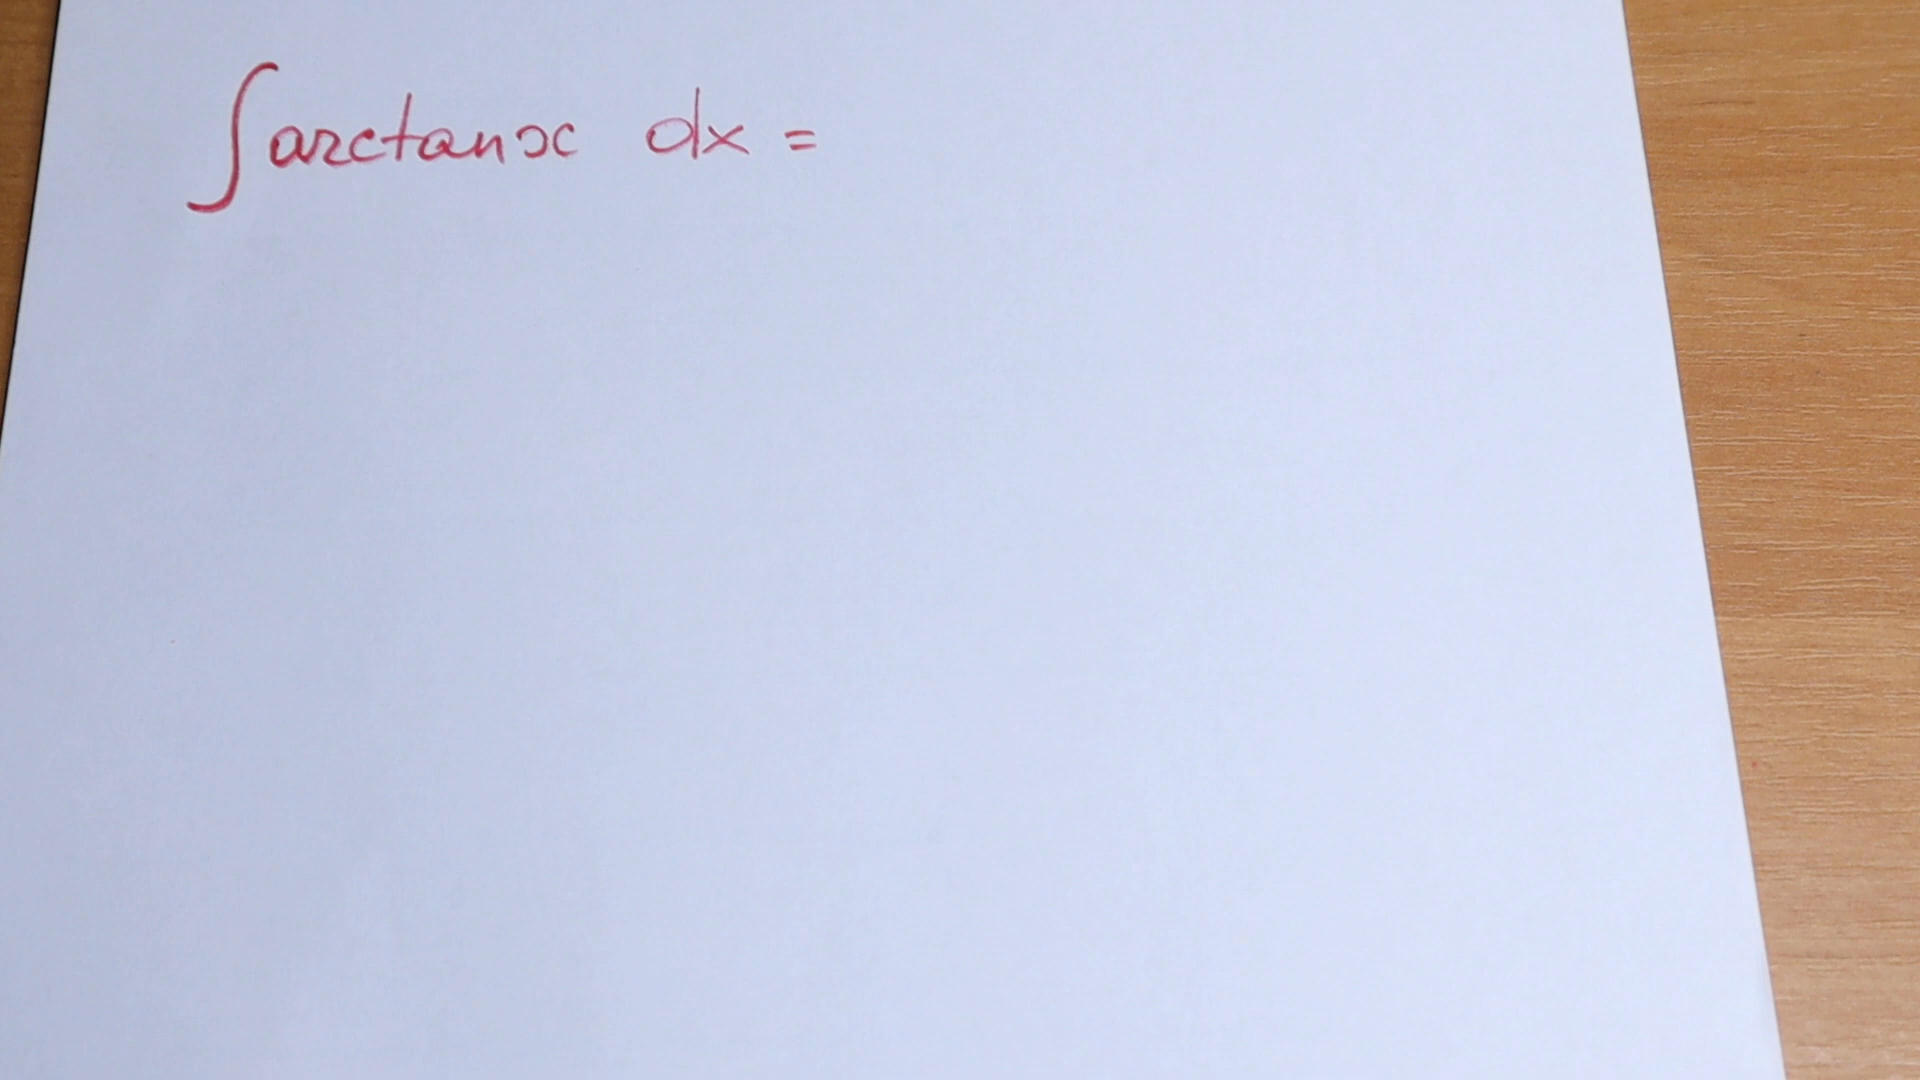 ∫arctanx dx =